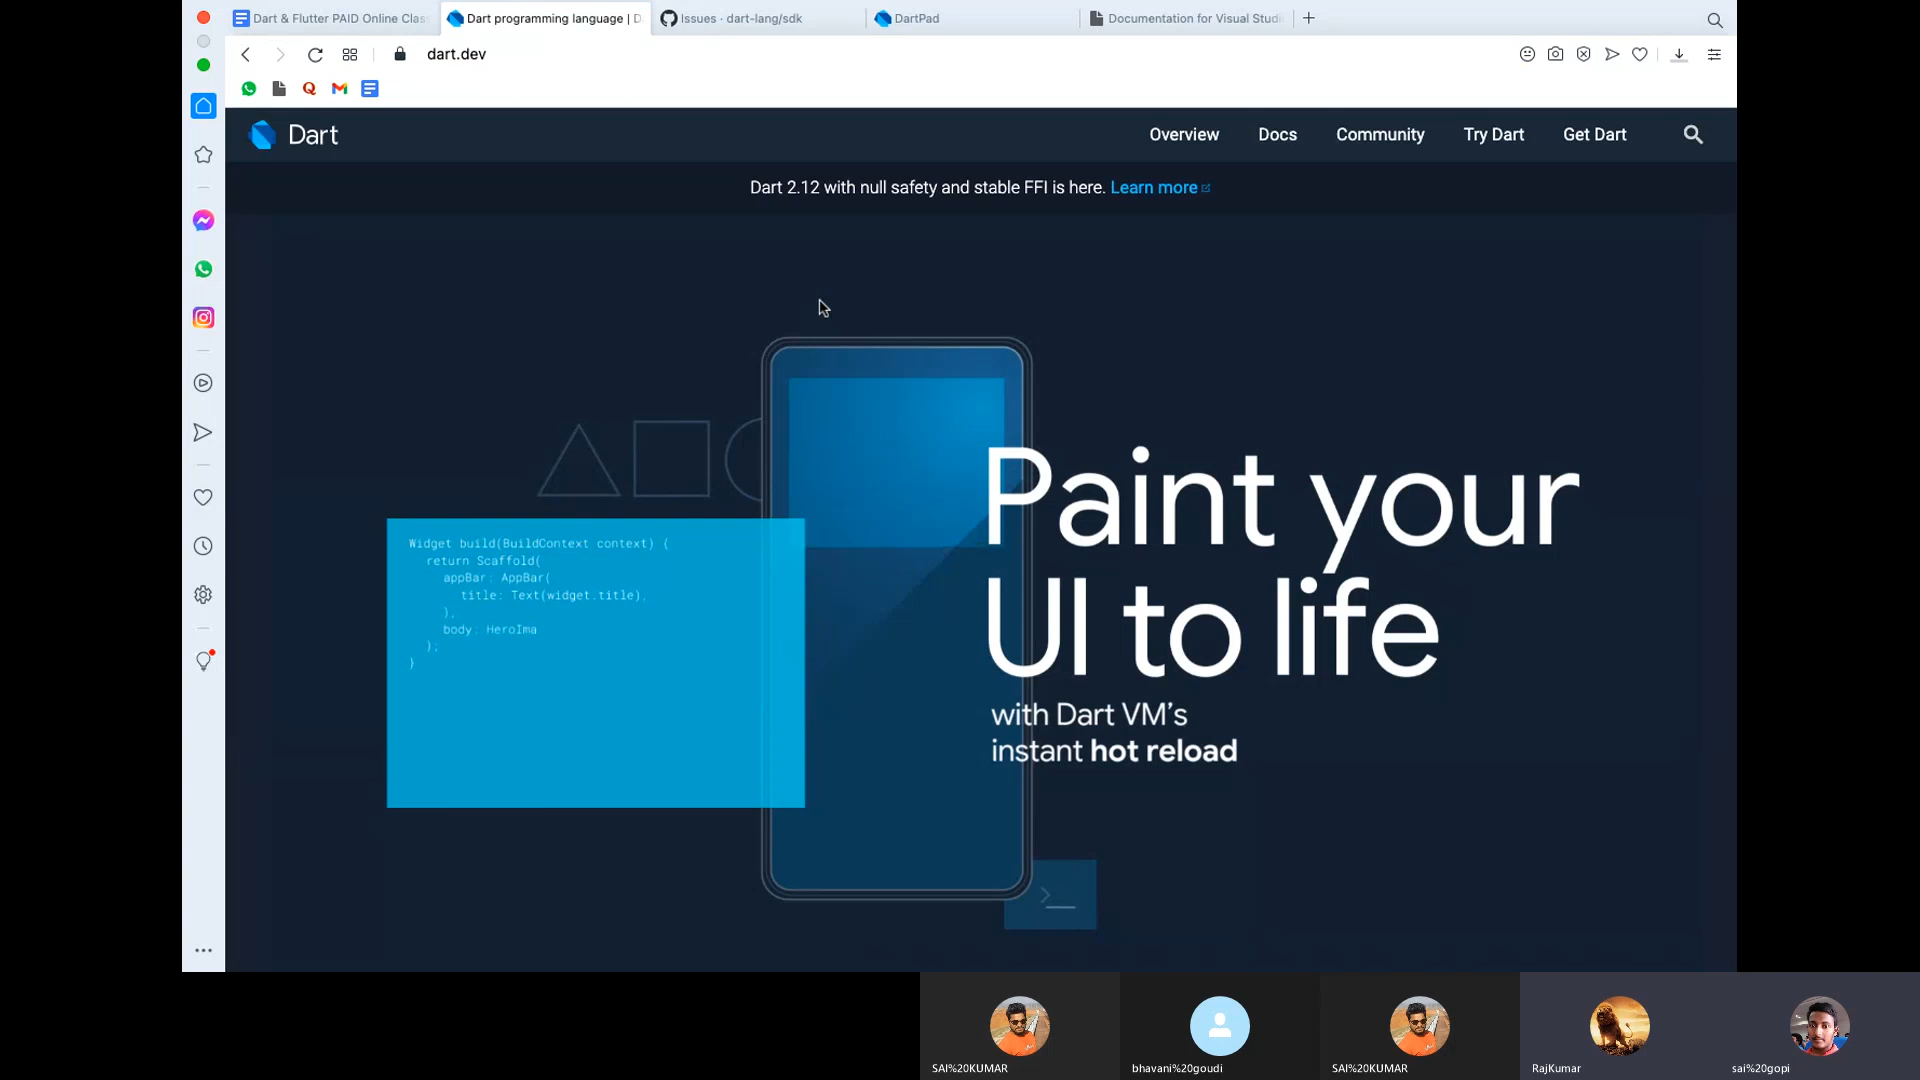 Dart & Flutter PAID Online Clas
Dart programming language | D
Issues · dart-lang/sdk
DartPad
Documentation for Visual Studi
dart.dev
Dart
Overview
Docs
Community
Try Dart
Get Dart
Dart 2.12 with null safety and stable FFI is here. Learn more
Widget build(BuildContext context) {
return Scaffold(
appBar: AppBar(
title: Text(widget.title),
),
body: HeroIma
);
}
Paint your
UI to life
with Dart VM's
instant hot reload
>_
SAI%20KUMAR
bhavani%20goudi
SAI%20KUMAR
RajKumar
sai%20gopi